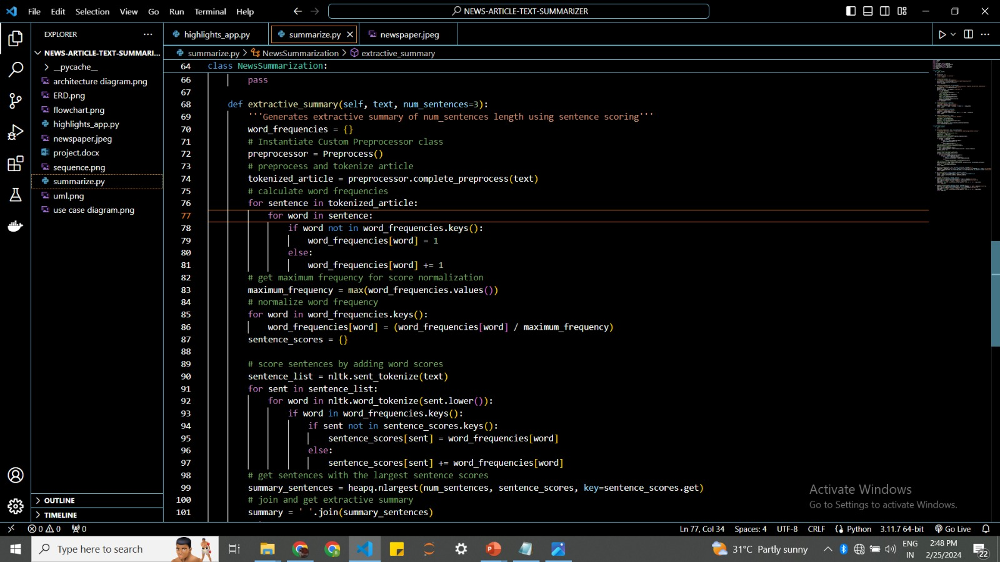 File Edit Selection View Go Run Terminal Help
NEWS-ARTICLE-TEXT-SUMMARIZER
EXPLORER
NEWS-ARTICLE-TEXT-SUMMARI...
__pycache__
architecture diagram.png
ERD.png
flowchart.png
highlights_app.py
newspaper.jpeg
project.docx
sequence.png
summarize.py
uml.png
use case diagram.png
OUTLINE
TIMELINE
highlights_app.py summarize.py newspaper.jpeg
summarize.py > NewsSummarization > extractive_summary
64 class NewsSummarization:
66 pass
67
68 def extractive_summary(self, text, num_sentences=3):
69 '''Generates extractive summary of num_sentences length using sentence scoring'''
70 word_frequencies = {}
71 # Instantiate Custom Preprocessor class
72 preprocessor = Preprocess()
73 # preprocess and tokenize article
74 tokenized_article = preprocessor.complete_preprocess(text)
75 # calculate word frequencies
76 for sentence in tokenized_article:
77 for word in sentence:
78 if word not in word_frequencies.keys():
79 word_frequencies[word] = 1
80 else:
81 word_frequencies[word] += 1
82 # get maximum frequency for score normalization
83 maximum_frequency = max(word_frequencies.values())
84 # normalize word frequency
85 for word in word_frequencies.keys():
86 word_frequencies[word] = (word_frequencies[word] / maximum_frequency)
87 sentence_scores = {}
88
89 # score sentences by adding word scores
90 sentence_list = nltk.sent_tokenize(text)
91 for sent in sentence_list:
92 for word in nltk.word_tokenize(sent.lower()):
93 if word in word_frequencies.keys():
94 if sent not in sentence_scores.keys():
95 sentence_scores[sent] = word_frequencies[word]
96 else:
97 sentence_scores[sent] += word_frequencies[word]
98 # get sentences with the largest sentence scores
99 summary_sentences = heapq.nlargest(num_sentences, sentence_scores, key=sentence_scores.get)
100 # join and get extractive summary
101 summary = ' '.join(summary_sentences)
Activate Windows
Go to Settings to activate Windows.
0 0 0 Ln 77, Col 34 Spaces: 4 UTF-8 CRLF Python 3.11.7 64-bit Go Live
Type here to search
31°C Partly sunny
ENG
IN
2:48 PM
2/25/2024
22